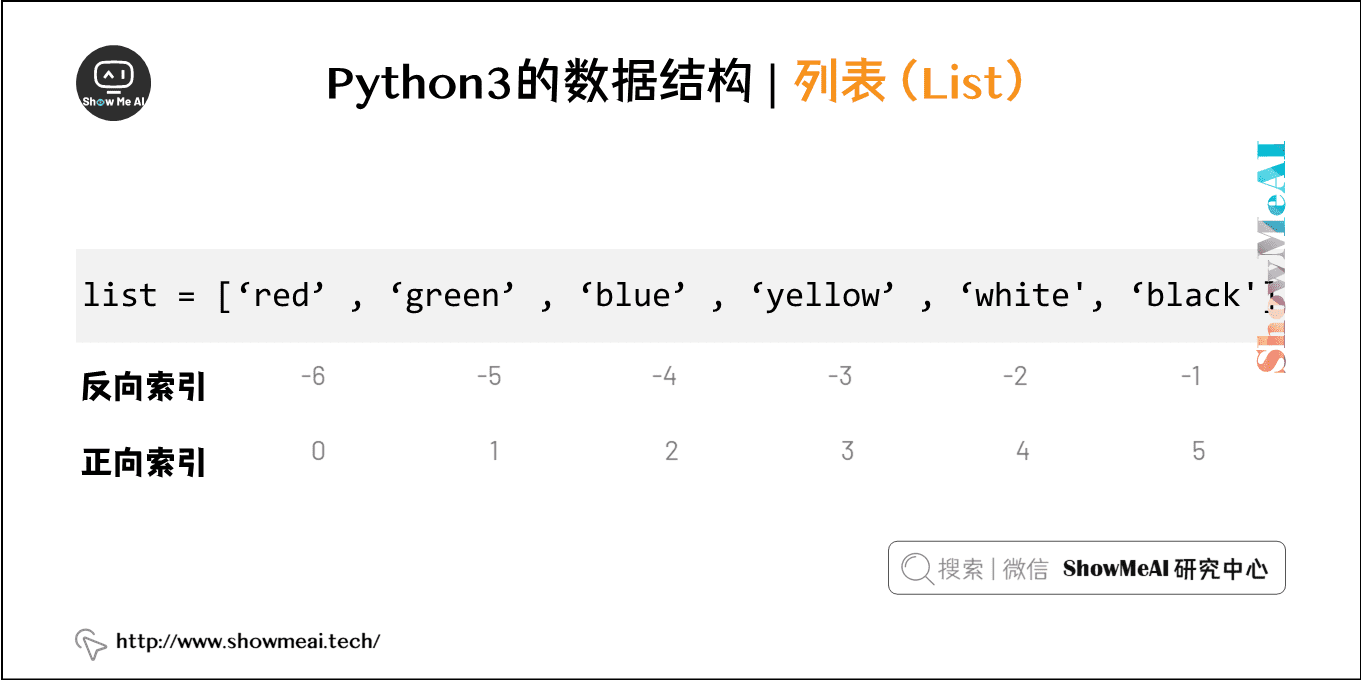 Show Me AI
Python3的数据结构 | 列表（List）
ShowMeAI
list = [‘red’ , ‘green’ , ‘blue’ , ‘yellow’ , ‘white', ‘black']
反向索引 -6 -5 -4 -3 -2 -1
正向索引 0 1 2 3 4 5
搜索 | 微信 ShowMeAI 研究中心
http://www.showmeai.tech/